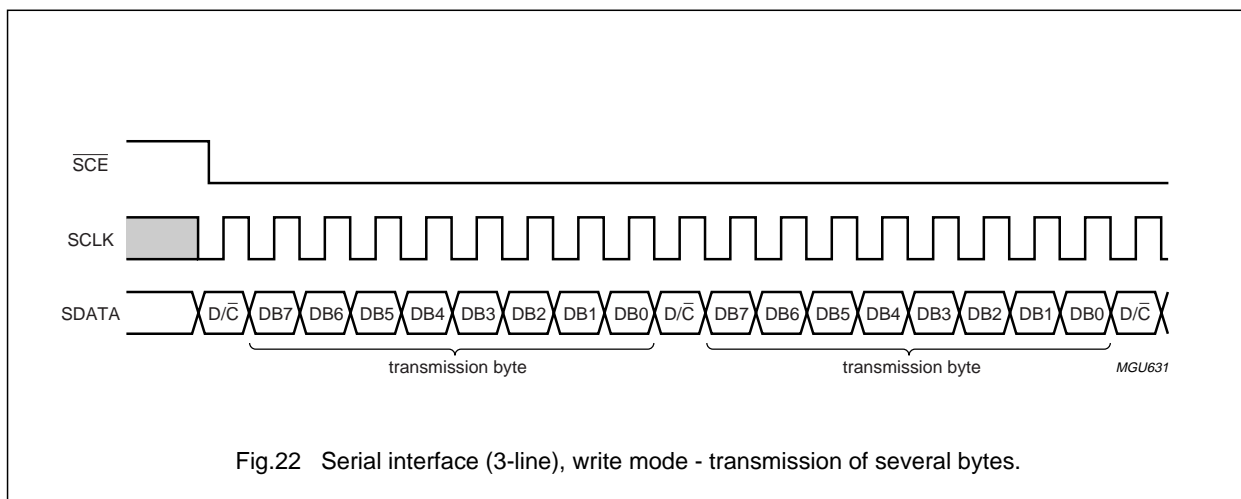 SCE
SCLK
SDATA D/C DB7 DB6 DB5 DB4 DB3 DB2 DB1 DB0 D/C DB7 DB6 DB5 DB4 DB3 DB2 DB1 DB0 D/C
transmission byte transmission byte MGU631
Fig.22 Serial interface (3-line), write mode - transmission of several bytes.